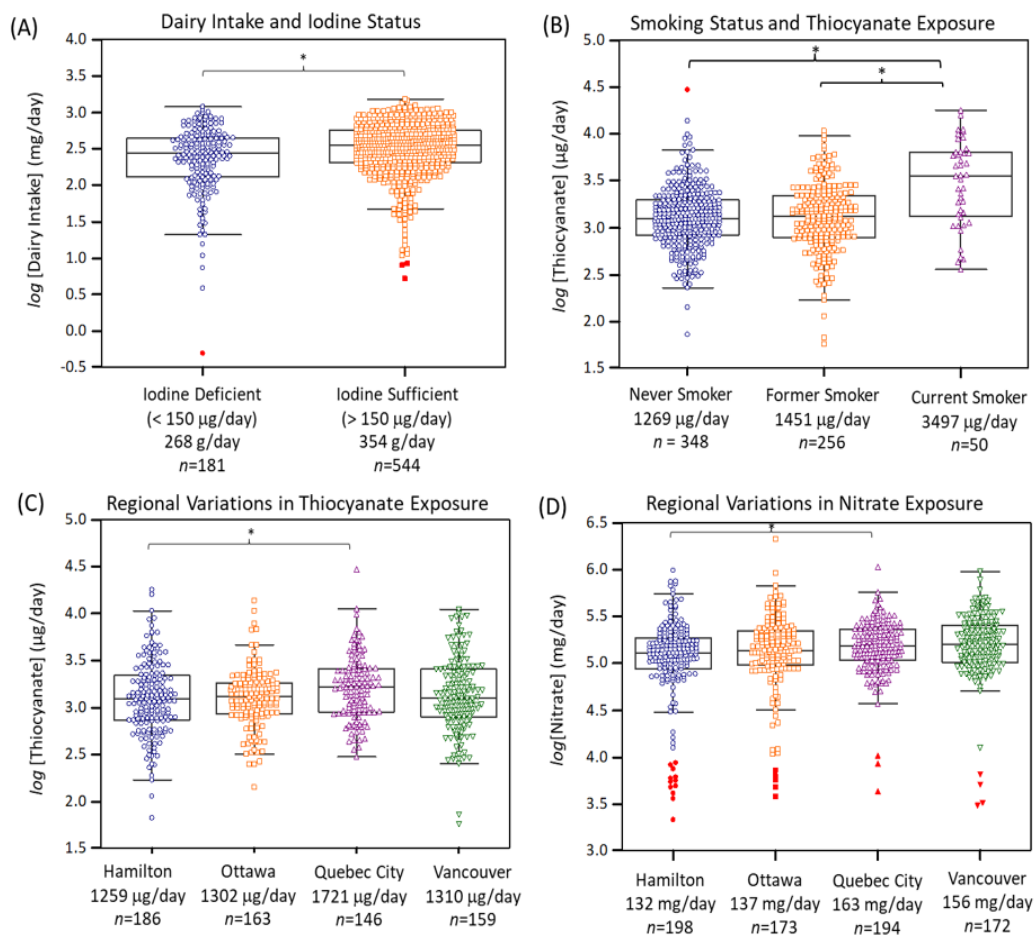 (A)
Dairy Intake and Iodine Status
log [Dairy Intake] (mg/day)
4.0
3.5
3.0
2.5
2.0
1.5
1.0
0.5
0.0
-0.5
*
Iodine Deficient
(< 150 µg/day)
268 g/day
n=181
Iodine Sufficient
(> 150 µg/day)
354 g/day
n=544
(B)
Smoking Status and Thiocyanate Exposure
log [Thiocyanate] (µg/day)
5.0
4.5
4.0
3.5
3.0
2.5
2.0
1.5
*
*
Never Smoker
1269 µg/day
n = 348
Former Smoker
1451 µg/day
n=256
Current Smoker
3497 µg/day
n=50
(C)
Regional Variations in Thiocyanate Exposure
log [Thiocyanate] (µg/day)
5.0
4.5
4.0
3.5
3.0
2.5
2.0
1.5
*
Hamilton
1259 µg/day
n=186
Ottawa
1302 µg/day
n=163
Quebec City
1721 µg/day
n=146
Vancouver
1310 µg/day
n=159
(D)
Regional Variations in Nitrate Exposure
log[Nitrate] (mg/day)
6.5
6.0
5.5
5.0
4.5
4.0
3.5
3.0
*
Hamilton
132 mg/day
n=198
Ottawa
137 mg/day
n=173
Quebec City
163 mg/day
n=194
Vancouver
156 mg/day
n=172